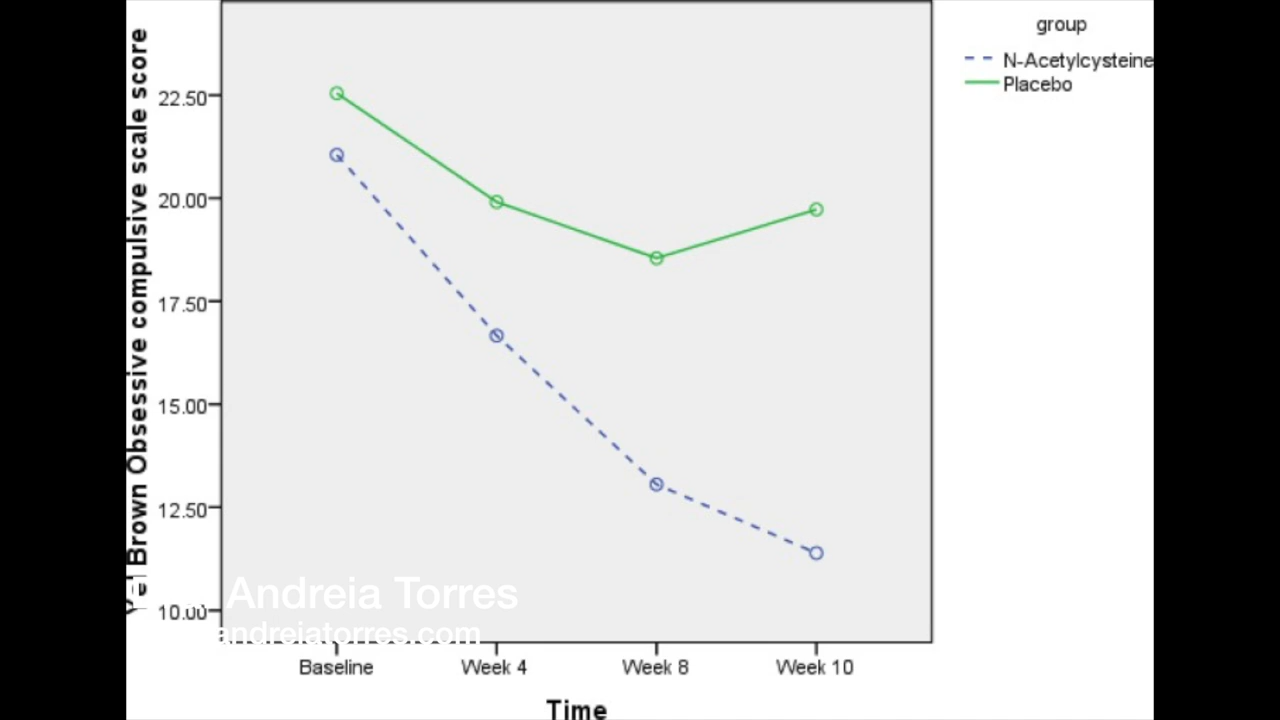 group
N-Acetylcysteine
Placebo
Brown Obsessive compulsive scale score
22.50
20.00
17.50
15.00
12.50
10.00
Andreia Torres
andreiatorres.com
Baseline
Week 4
Week 8
Week 10
Time